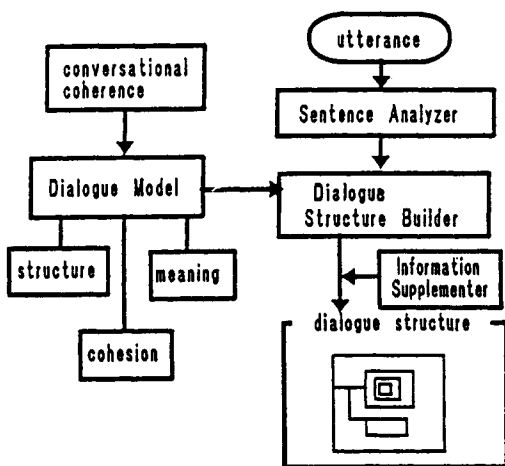 utterance
conversational
coherence
Sentence Analyzer
Dialogue Model
Dialogue
Structure Builder
structure
meaning
Information
Supplementer
cohesion
dialogue structure